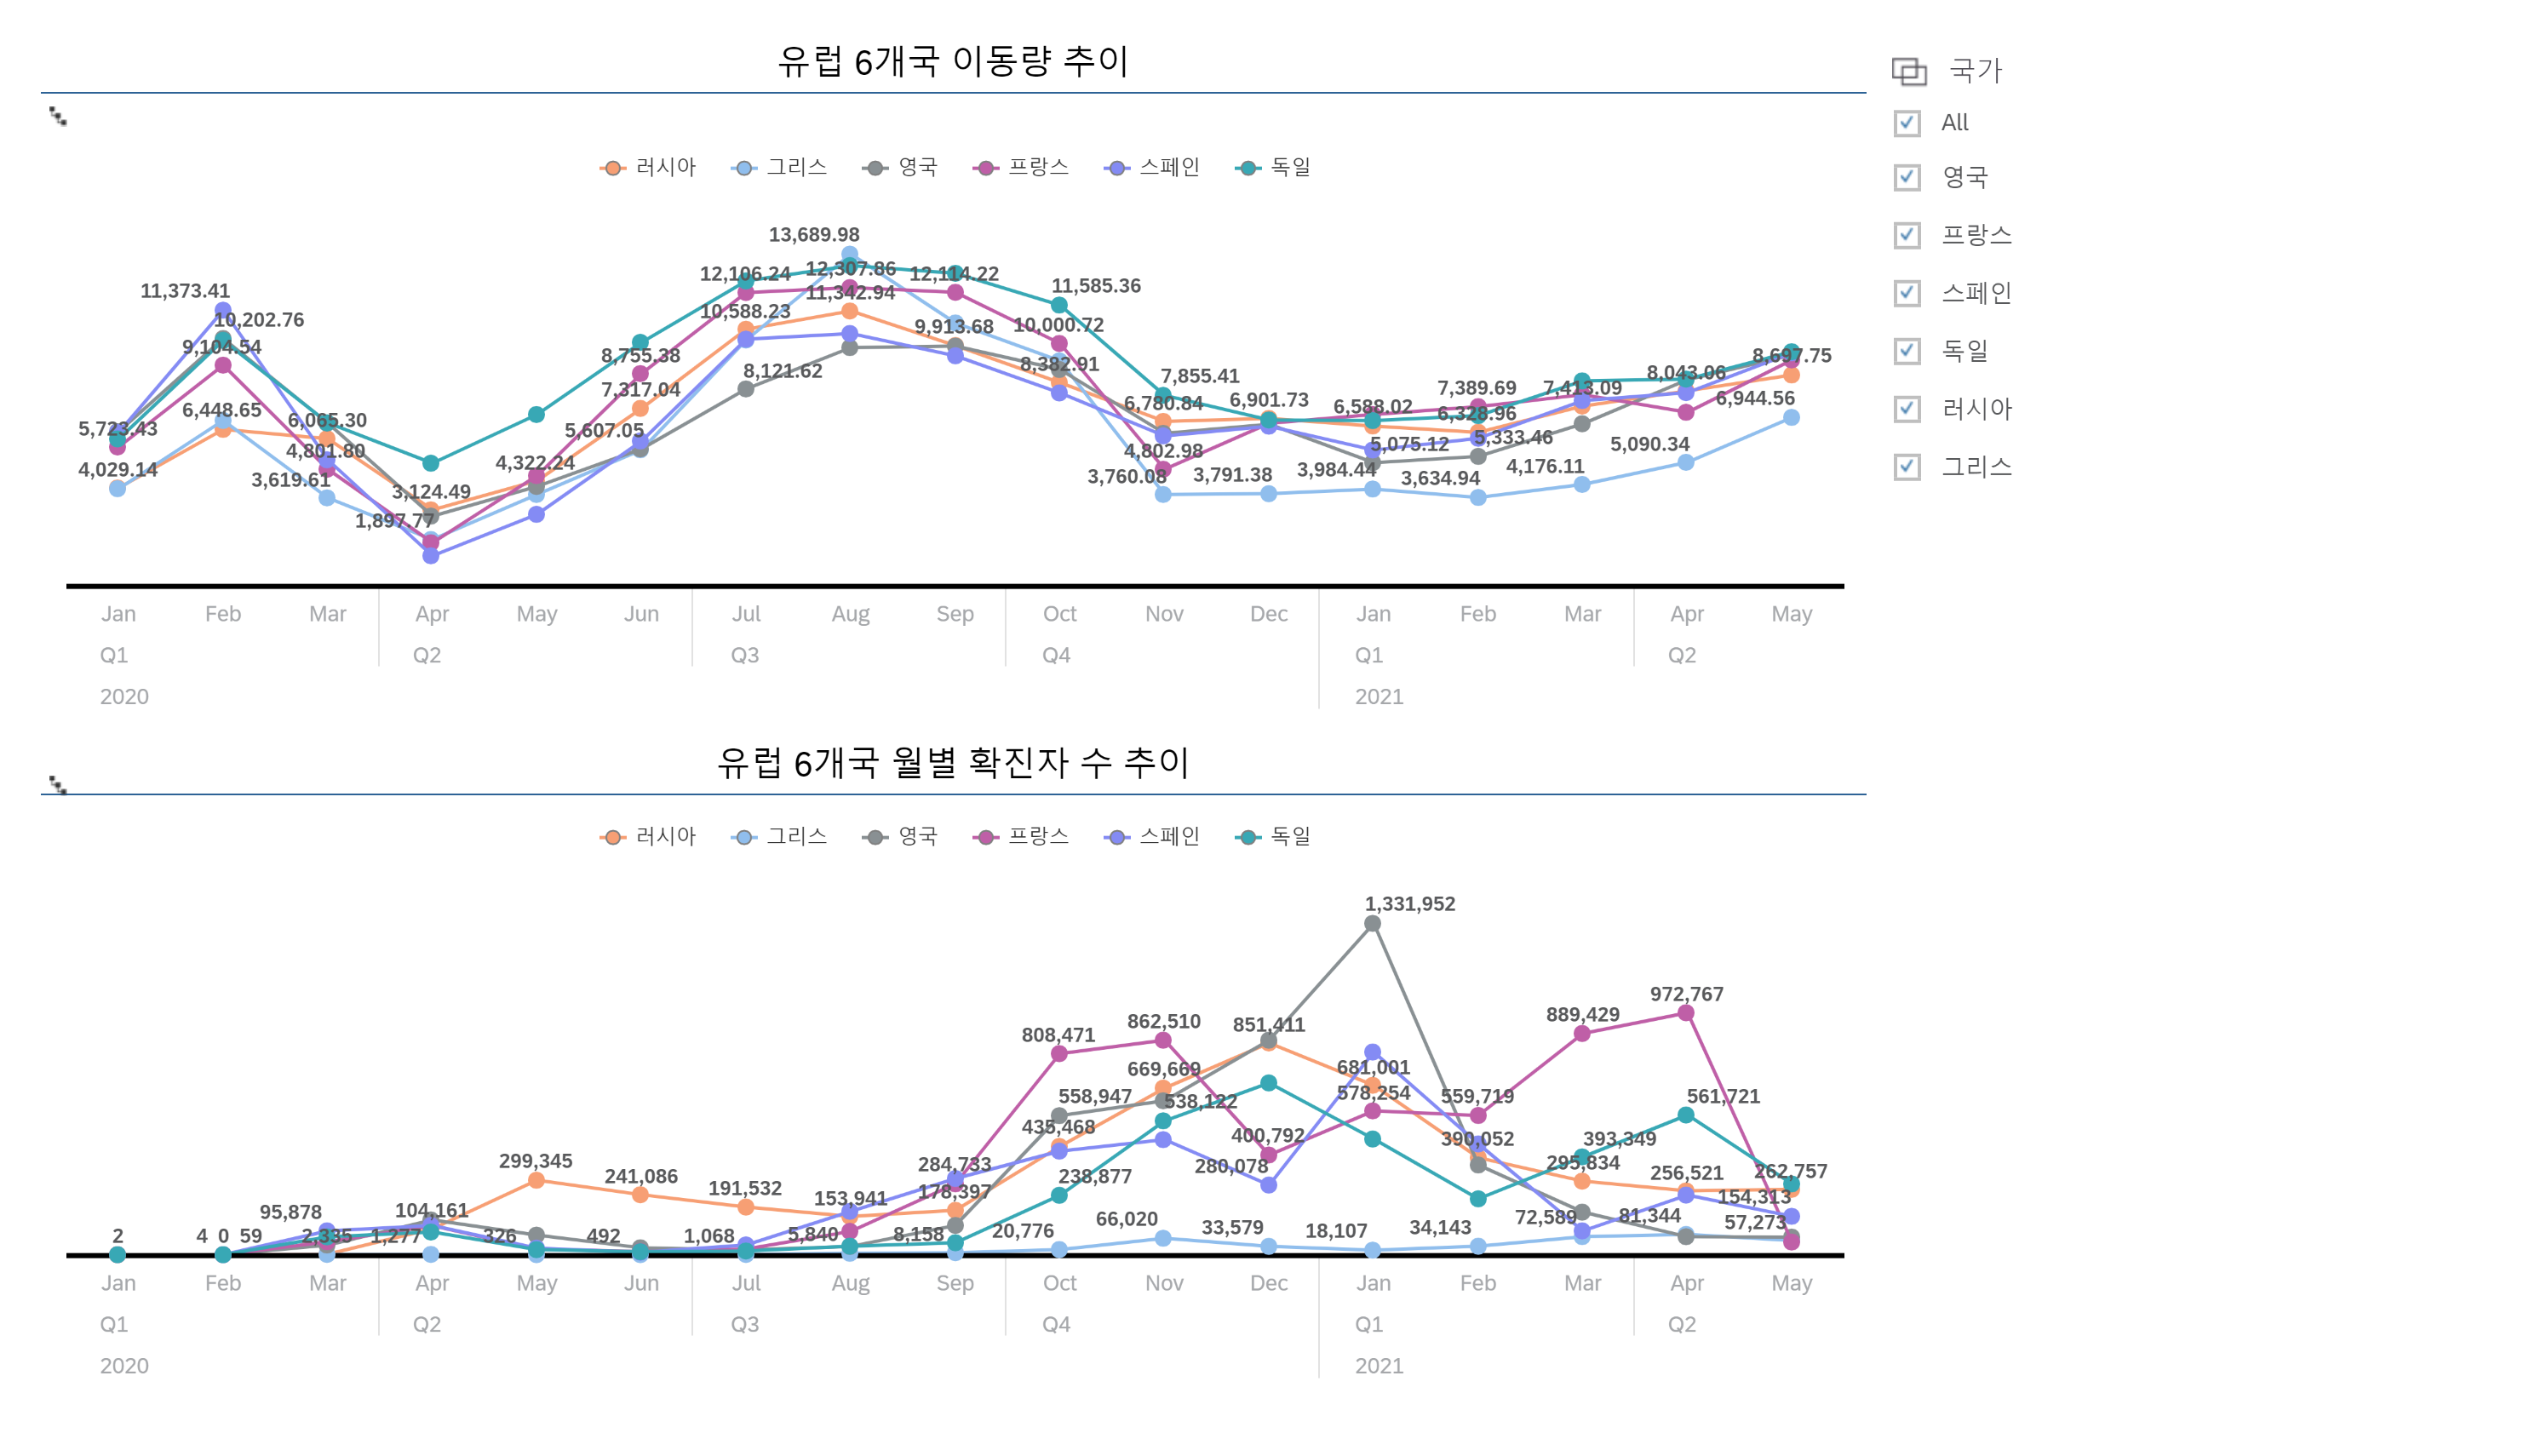 유럽 6개국 이동량 추이
러시아 그리스 영국 프랑스 스페인 독일
13,689.98
12,106.24 12,307.86 12,114.22
11,373.41 11,585.36
11,342.94
10,202.76 10,588.23 9,913.68 10,000.72
9,104.54 8,755.38 8,121.62 8,382.91 7,855.41 8,043.06 8,697.75
7,317.04 6,780.84 6,901.73 6,588.02 7,389.69 7,413.09 6,944.56
6,448.65 6,065.30 6,328.96
5,723.43 5,607.05 5,075.12 5,333.46 5,090.34
4,801.80 4,802.98
4,029.14 3,619.61 4,322.24 3,760.08 3,791.38 3,984.44 3,634.94 4,176.11
3,124.49
1,897.77
Jan Feb Mar Apr May Jun Jul Aug Sep Oct Nov Dec Jan Feb Mar Apr May
Q1 Q2 Q3 Q4 Q1 Q2
2020 2021
국가
All
영국
프랑스
스페인
독일
러시아
그리스
유럽 6개국 월별 확진자 수 추이
러시아 그리스 영국 프랑스 스페인 독일
1,331,952
972,767
808,471 862,510 851,411 889,429
669,669 681,001
558,947 538,122 578,254 559,719 561,721
435,468 400,792 390,052 393,349
299,345 241,086 284,733 238,877 280,078 295,834 256,521 262,757
95,878 104,161 191,532 153,941 178,397 154,313
2 4 0 59 2,335 1,277 326 492 1,068 5,840 8,158 20,776 66,020 33,579 18,107 34,143 72,589 81,344 57,273
Jan Feb Mar Apr May Jun Jul Aug Sep Oct Nov Dec Jan Feb Mar Apr May
Q1 Q2 Q3 Q4 Q1 Q2
2020 2021